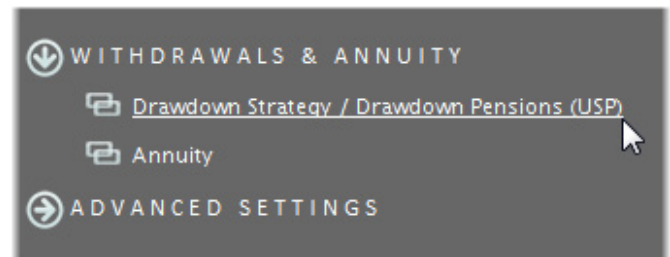 WITHDRAWALS & ANNUITY
Drawdown Strategy / Drawdown Pensions (USP)
Annuity
ADVANCED SETTINGS